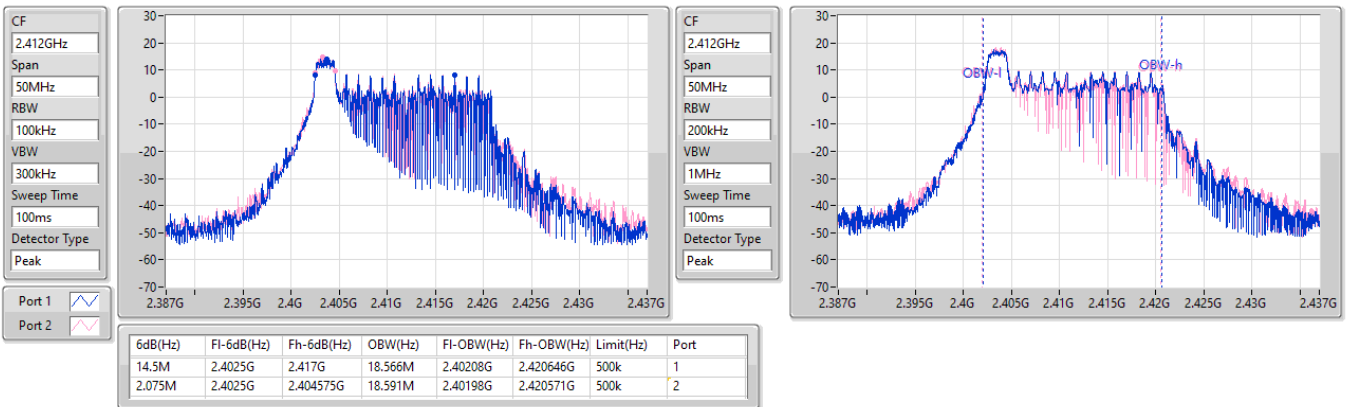 CF
2.412GHz
Span
50MHz
RBW
100kHz
VBW
300kHz
Sweep Time
100ms
Detector Type
Peak
Port 1
Port 2
30
20
10
0
-10
-20
-30
-40
-50
-60
-70
2.387G 2.395G 2.4G 2.405G 2.41G 2.415G 2.42G 2.425G 2.43G 2.437G
CF
2.412GHz
Span
50MHz
RBW
200kHz
VBW
1MHz
Sweep Time
100ms
Detector Type
Peak
30
20
10
0
-10
-20
-30
-40
-50
-60
-70
OBW-l OBW-h
2.387G 2.395G 2.4G 2.405G 2.41G 2.415G 2.42G 2.425G 2.43G 2.437G
6dB(Hz) Fl-6dB(Hz) Fh-6dB(Hz) OBW(Hz) Fl-OBW(Hz) Fh-OBW(Hz) Limit(Hz) Port
14.5M 2.4025G 2.417G 18.566M 2.40208G 2.420646G 500k 1
2.075M 2.4025G 2.404575G 18.591M 2.40198G 2.420571G 500k 2